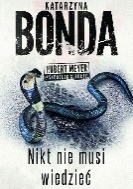 KATARZYNA
BONDA
HUBERT MEYER
Nikt nie musi
wiedzieć